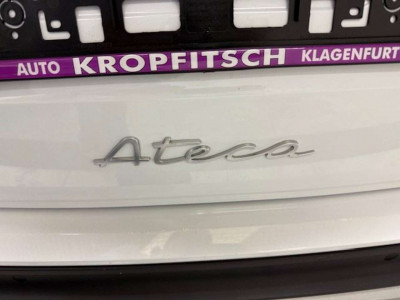 AUTO KROPFITSCH KLAGENFURT
Ateca